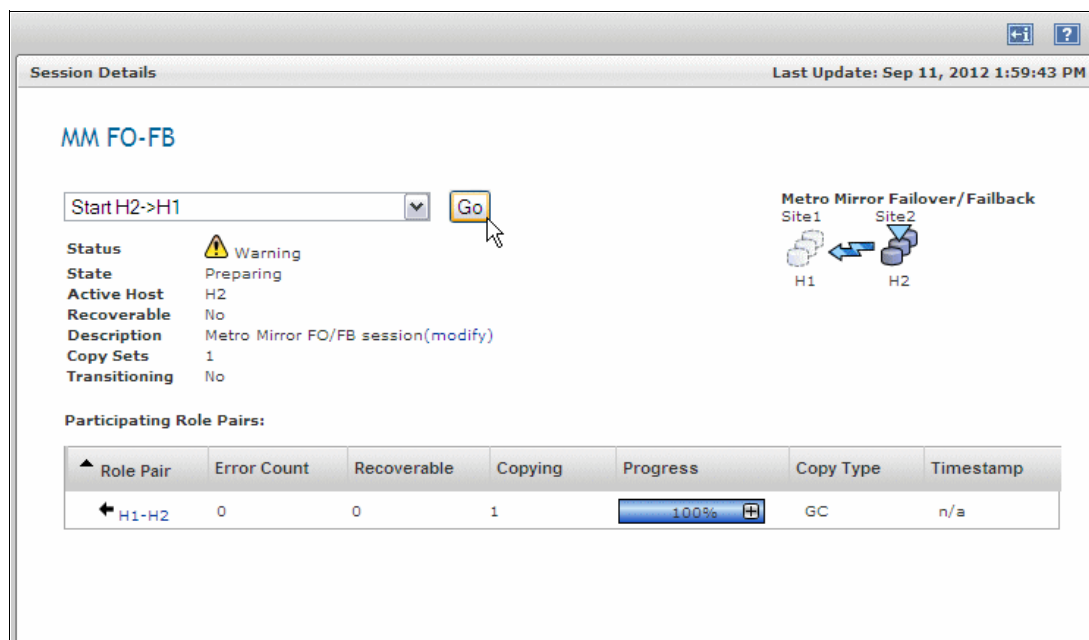 Session Details
Last Update: Sep 11, 2012 1:59:43 PM
MM FO-FB
Start H2->H1
Go
Status Warning
State Preparing
Active Host H2
Recoverable No
Description Metro Mirror FO/FB session(modify)
Copy Sets 1
Transitioning No
Metro Mirror Failover/Failback
Site1 Site2
H1 H2
Participating Role Pairs:
Role Pair Error Count Recoverable Copying Progress Copy Type Timestamp
H1-H2 0 0 1 100% GC n/a